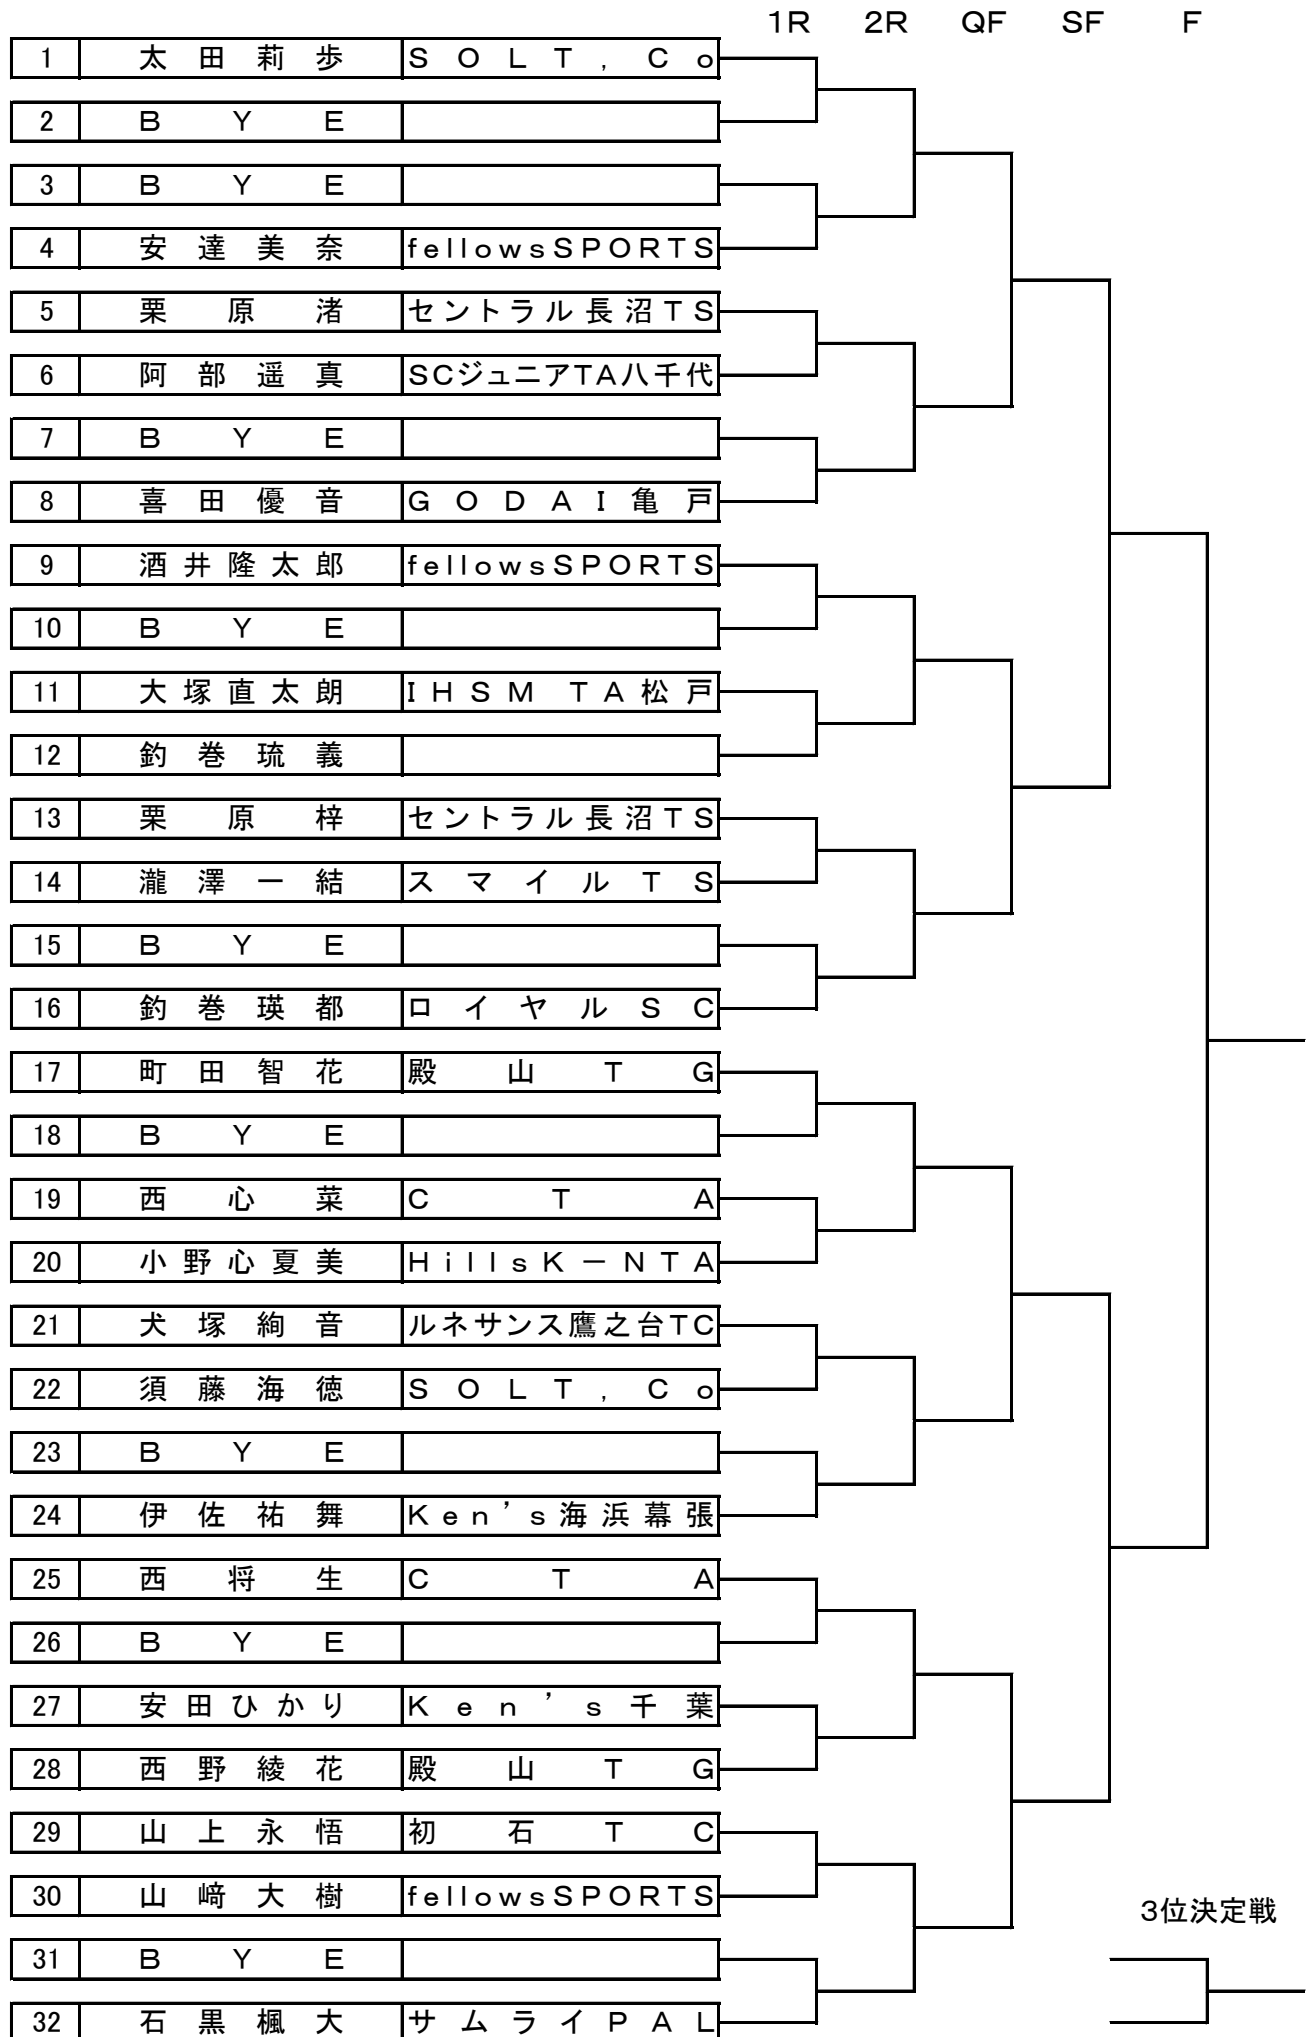 1R 2R QF SF F
1 太田莉歩 SOLT,Co
2 BYE
3 BYE
4 安達美奈 fellowsSPORTS
5 栗原渚 セントラル長沼TS
6 阿部遥真 SCジュニアTA八千代
7 BYE
8 喜田優音 GODAI亀戸
9 酒井隆太郎 fellowsSPORTS
10 BYE
11 大塚直太朗 IHSM TA松戸
12 釣巻琉義
13 栗原梓 セントラル長沼TS
14 瀧澤一結 スマイルTS
15 BYE
16 釣巻瑛都 ロイヤルSC
17 町田智花 殿山TG
18 BYE
19 西心菜 CTA
20 小野心夏美 HillsK－NTA
21 犬塚絢音 ルネサンス鷹之台TC
22 須藤海徳 SOLT,Co
23 BYE
24 伊佐祐舞 Ken’s海浜幕張
25 西将生 CTA
26 BYE
27 安田ひかり Ken’s千葉
28 西野綾花 殿山TG
29 山上永悟 初石TC
30 山﨑大樹 fellowsSPORTS
3位決定戦
31 BYE
32 石黒楓大 サムライPAL